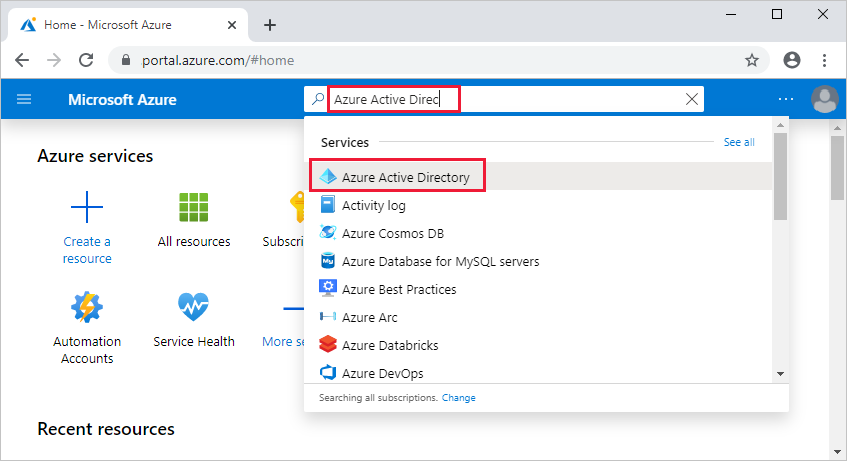 Home - Microsoft Azure
portal.azure.com/#home
Microsoft Azure
Azure Active Direc
Services
See all
Azure Active Directory
Activity log
Azure Cosmos DB
Azure Database for MySQL servers
Azure Best Practices
Azure Arc
Azure Databricks
Azure DevOps
Searching all subscriptions. Change
Azure services
Create a
resource
All resources
Subscri
Automation
Accounts
Service Health
More se
Recent resources
My